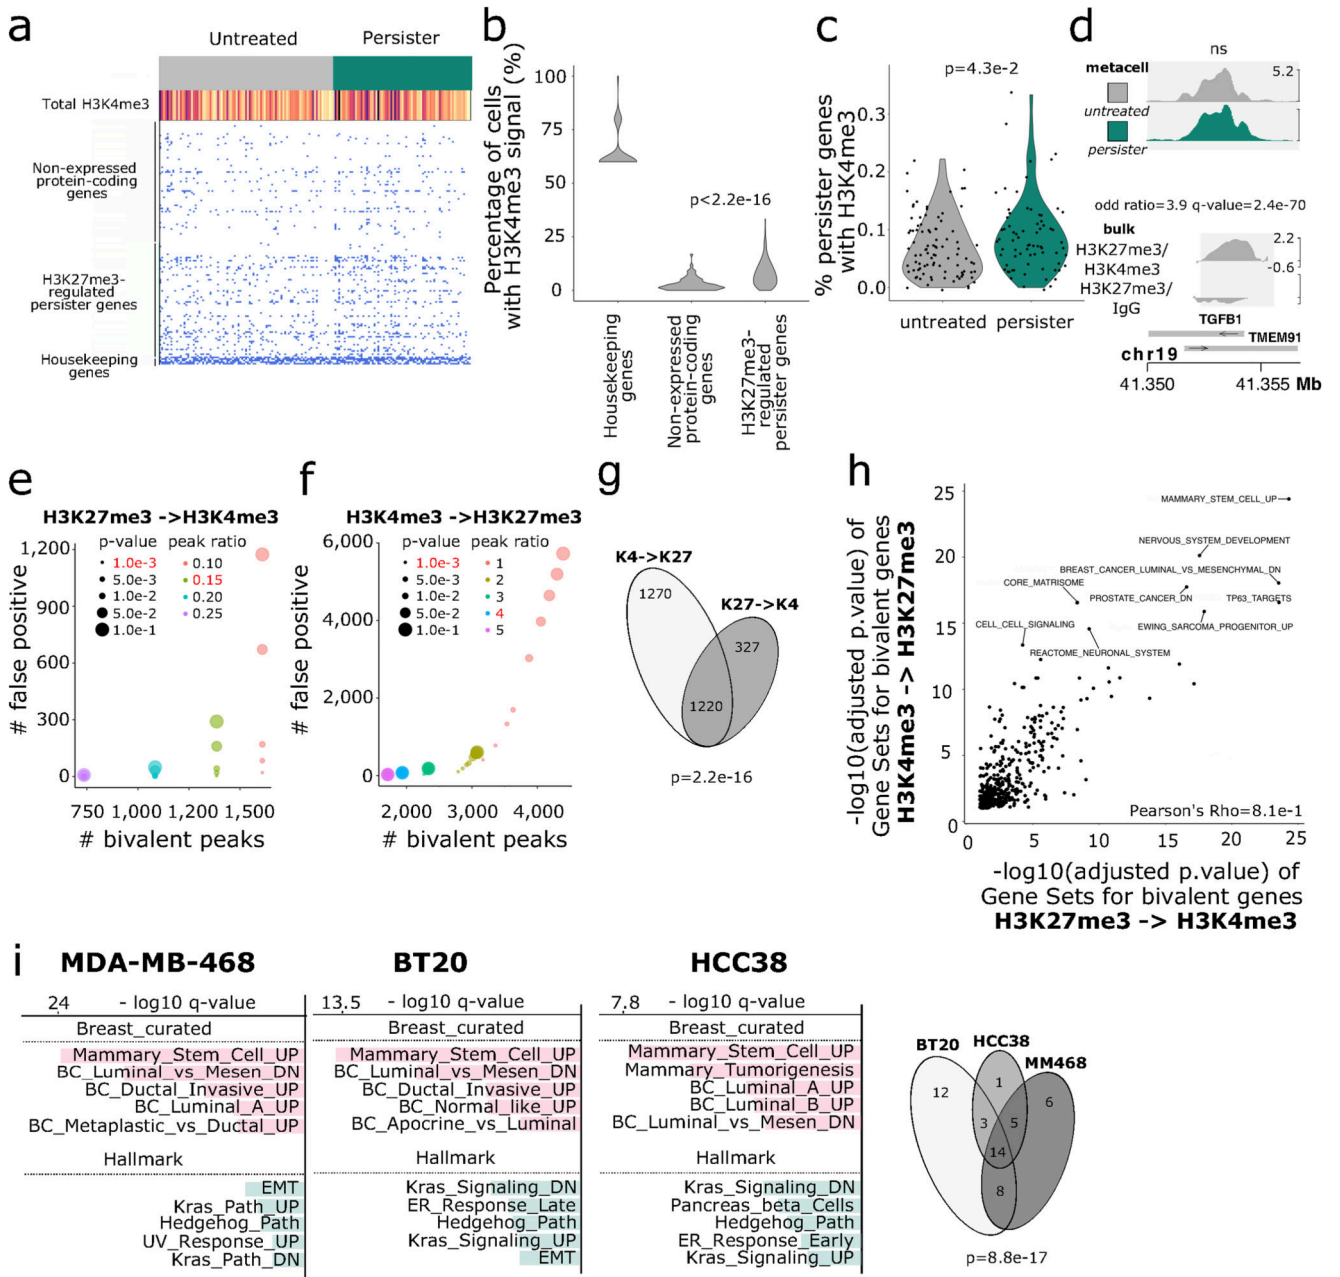 a
Untreated
Persister
Total H3K4me3
Non-expressed
protein-coding
genes
H3K27me3-
regulated
persister genes
Housekeeping
genes
b
Percentage of cells
with H3K4me3 signal (%)
100
75
50
25
0
p<2.2e-16
Housekeeping
genes
Non-expressed
protein-coding
genes
H3K27me3-
regulated
persister genes
c
% persister genes
with H3K4me3
p=4.3e-2
0.3
0.2
0.1
0.0
untreated
persister
d
ns
metacell
5.2
untreated
persister
odd ratio=3.9 q-value=2.4e-70
bulk
H3K27me3/
H3K4me3
2.2
-0.6
H3K27me3/
IgG
TGFB1
TMEM91
chr19
41.350
41.355 Mb
e
H3K27me3 ->H3K4me3
p-value
peak ratio
1.0e-3
5.0e-3
1.0e-2
5.0e-2
1.0e-1
0.10
0.15
0.20
0.25
# false positive
1,200
900
600
300
0
750
1,000
1,200
1,500
# bivalent peaks
f
H3K4me3 ->H3K27me3
p-value
peak ratio
1.0e-3
5.0e-3
1.0e-2
5.0e-2
1.0e-1
1
2
3
4
5
# false positive
6,000
4,000
2,000
0
2,000
3,000
4,000
# bivalent peaks
g
K4->K27
1270
K27->K4
327
1220
p=2.2e-16
h
-log10(adjusted p.value) of
Gene Sets for bivalent genes
H3K4me3 -> H3K27me3
25
20
15
10
5
0
MAMMARY_STEM_CELL_UP
NERVOUS_SYSTEM_DEVELOPMENT
BREAST_CANCER_LUMINAL_VS_MESENCHYMAL_DN
CORE_MATRISOME
PROSTATE_CANCER_DN
TP63_TARGETS
CELL_CELL_SIGNALING
EWING_SARCOMA_PROGENITOR_UP
REACTOME_NEURONAL_SYSTEM
Pearson's Rho=8.1e-1
0
5
10
15
20
25
-log10(adjusted p.value) of
Gene Sets for bivalent genes
H3K27me3 -> H3K4me3
i
MDA-MB-468
24
- log10 q-value
Breast_curated
Mammary_Stem_Cell_UP
BC_Luminal_vs_Mesen_DN
BC_Ductal_Invasive_UP
BC_Luminal_A_UP
BC_Metaplastic_vs_Ductal_UP
Hallmark
EMT
Kras_Path_UP
Hedgehog_Path
UV_Response_UP
Kras_Path_DN
BT20
13.5
- log10 q-value
Breast_curated
Mammary_Stem_Cell_UP
BC_Luminal_vs_Mesen_DN
BC_Ductal_Invasive_UP
BC_Normal_like_UP
BC_Apocrine_vs_Luminal
Hallmark
Kras_Signaling_DN
ER_Response_Late
Hedgehog_Path
Kras_Signaling_UP
EMT
HCC38
7.8
- log10 q-value
Breast_curated
Mammary_Stem_Cell_UP
Mammary_Tumorigenesis
BC_Luminal_A_UP
BC_Luminal_B_UP
BC_Luminal_vs_Mesen_DN
Hallmark
Kras_Signaling_DN
Pancreas_beta_Cells
Hedgehog_Path
ER_Response_Early
Kras_Signaling_UP
BT20
HCC38
MM468
12
1
6
3
5
14
8
p=8.8e-17